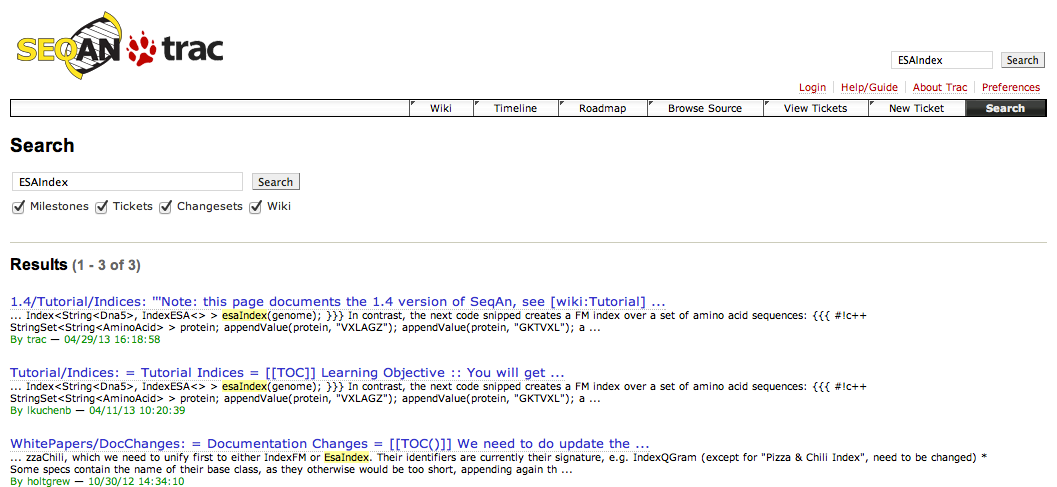 SEQAN trac
ESAIndex Search
Login Help/Guide About Trac Preferences
Wiki Timeline Roadmap Browse Source View Tickets New Ticket Search
Search
ESAIndex Search
Milestones Tickets Changesets Wiki
Results (1 - 3 of 3)
1.4/Tutorial/Indices: '''Note: this page documents the 1.4 version of SeqAn, see [wiki:Tutorial] ...
... Index<String<Dna5>, IndexESA<> > esaIndex(genome); }}} In contrast, the next code snipped creates a FM index over a set of amino acid sequences: {{{ #!c++
StringSet<String<AminoAcid> > protein; appendValue(protein, "VXLAGZ"); appendValue(protein, "GKTVXL"); a ...
By trac — 04/29/13 16:18:58
Tutorial/Indices: = Tutorial Indices = [[TOC]] Learning Objective :: You will get ...
... Index<String<Dna5>, IndexESA<> > esaIndex(genome); }}} In contrast, the next code snipped creates a FM index over a set of amino acid sequences: {{{ #!c++
StringSet<String<AminoAcid> > protein; appendValue(protein, "VXLAGZ"); appendValue(protein, "GKTVXL"); a ...
By lkuchenb — 04/11/13 10:20:39
WhitePapers/DocChanges: = Documentation Changes = [[TOC()]] We need to do update the ...
... zzaChili, which we need to unify first to either IndexFM or EsaIndex. Their identifiers are currently their signature, e.g. IndexQGram (except for "Pizza & Chili Index", need to be changed) *
Some specs contain the name of their base class, as they otherwise would be too short, appending again th ...
By holtgrew — 10/30/12 14:34:10